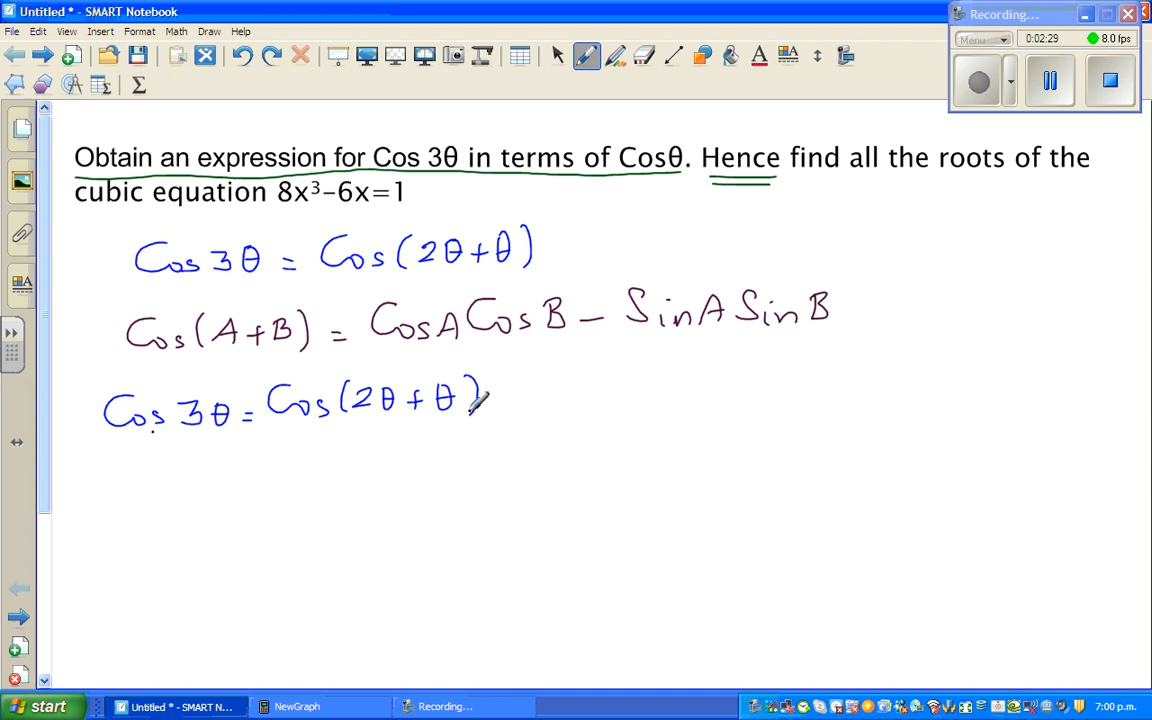 Untitled * - SMART Notebook
Recording...
File Edit View Insert Format Math Draw Help
Menu
0:02:29
8.0 fps
Obtain an expression for Cos 3θ in terms of Cosθ. Hence find all the roots of the
cubic equation 8x³-6x=1
Cos 3θ = Cos(2θ+θ)
Cos(A+B) = CosA CosB - SinA SinB
Cos 3θ = Cos(2θ+θ)
start
Untitled * - SMART N...
NewGraph
Recording...
7:00 p.m.